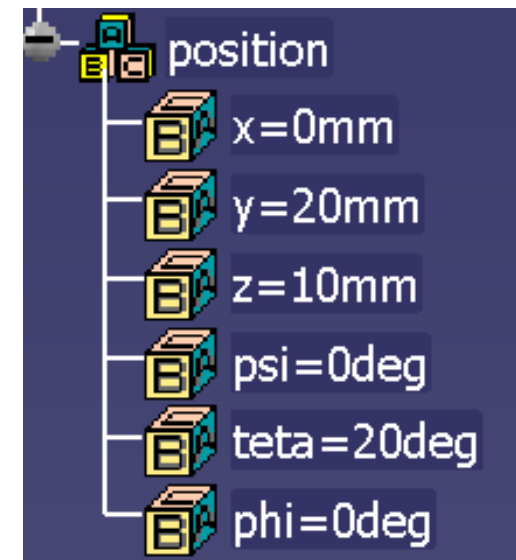 position
x=0mm
y=20mm
z=10mm
psi=0deg
teta=20deg
phi=0deg